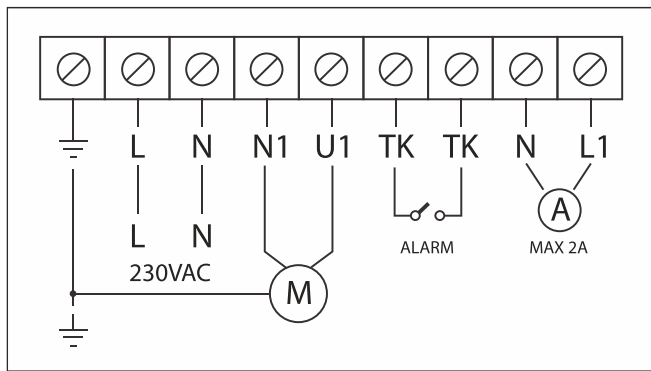 L N N1 U1 TK TK N L1
L N
A
ALARM MAX 2A
230VAC
M